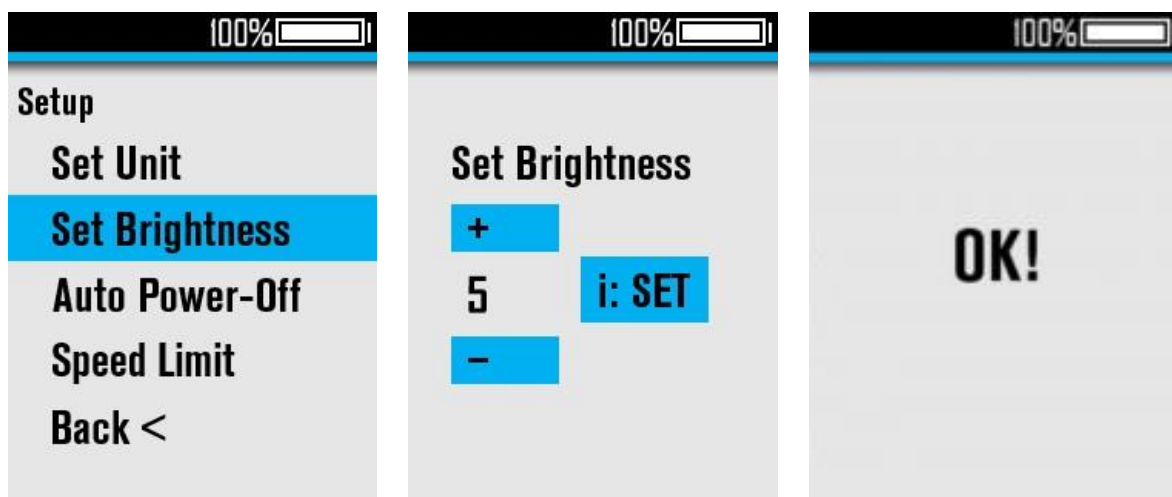 100%
Setup
Set Unit
Set Brightness
Auto Power-Off
Speed Limit
Back <
100%
Set Brightness
+
5
i: SET
−
100%
OK!